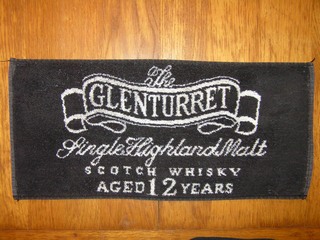 The
GLENTURRET
Single Highland Malt
SCOTCH WHISKY
AGED 12 YEARS